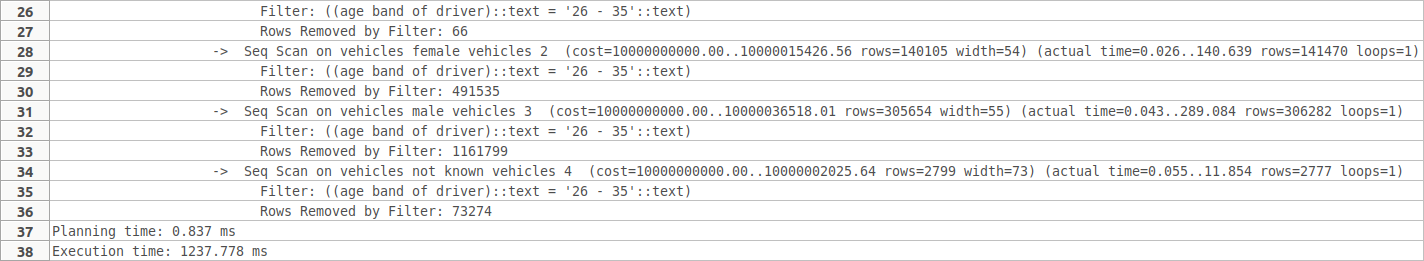 26 Filter: ((age band of driver)::text = '26 - 35'::text)
27 Rows Removed by Filter: 66
28 -> Seq Scan on vehicles female vehicles 2 (cost=10000000000.00..10000015426.56 rows=140105 width=54) (actual time=0.026..140.639 rows=141470 loops=1)
29 Filter: ((age band of driver)::text = '26 - 35'::text)
30 Rows Removed by Filter: 491535
31 -> Seq Scan on vehicles male vehicles 3 (cost=10000000000.00..10000036518.01 rows=305654 width=55) (actual time=0.043..289.084 rows=306282 loops=1)
32 Filter: ((age band of driver)::text = '26 - 35'::text)
33 Rows Removed by Filter: 1161799
34 -> Seq Scan on vehicles not known vehicles 4 (cost=10000000000.00..10000002025.64 rows=2799 width=73) (actual time=0.055..11.854 rows=2777 loops=1)
35 Filter: ((age band of driver)::text = '26 - 35'::text)
36 Rows Removed by Filter: 73274
37 Planning time: 0.837 ms
38 Execution time: 1237.778 ms